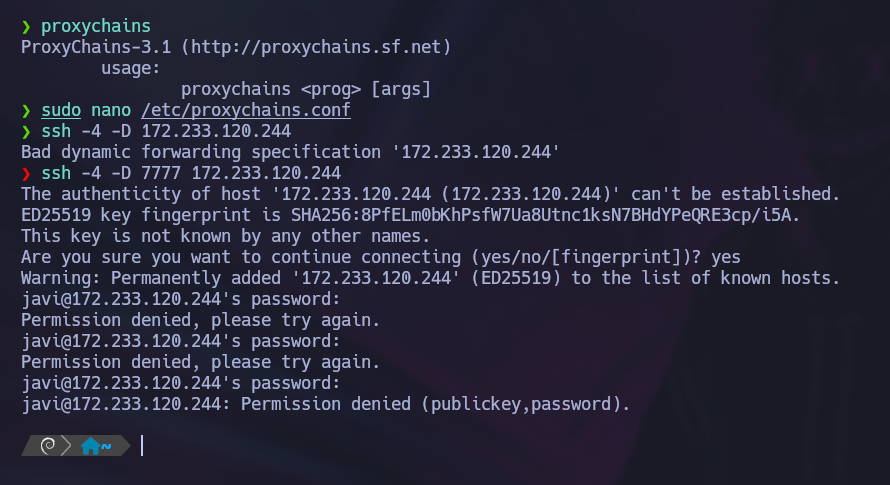 ❯ proxychains
ProxyChains-3.1 (http://proxychains.sf.net)
        usage:
                proxychains <prog> [args]
❯ sudo nano /etc/proxychains.conf
❯ ssh -4 -D 172.233.120.244
Bad dynamic forwarding specification '172.233.120.244'
❯ ssh -4 -D 7777 172.233.120.244
The authenticity of host '172.233.120.244 (172.233.120.244)' can't be established.
ED25519 key fingerprint is SHA256:8PfELm0bKhPsfW7Ua8Utnc1ksN7BHdYPeQRE3cp/i5A.
This key is not known by any other names.
Are you sure you want to continue connecting (yes/no/[fingerprint])? yes
Warning: Permanently added '172.233.120.244' (ED25519) to the list of known hosts.
javi@172.233.120.244's password:
Permission denied, please try again.
javi@172.233.120.244's password:
Permission denied, please try again.
javi@172.233.120.244's password:
javi@172.233.120.244: Permission denied (publickey,password).
~